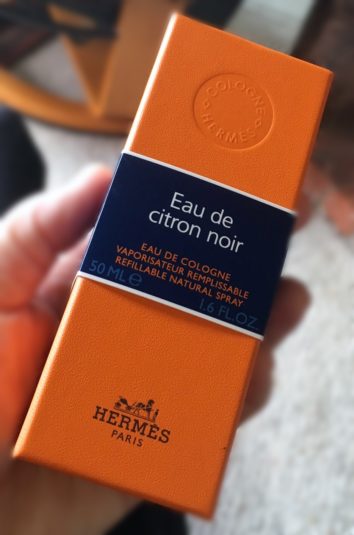 COLOGNE
HERMÈS
Eau de
citron noir
EAU DE COLOGNE
VAPORISATEUR REMPLISSABLE
REFILLABLE NATURAL SPRAY
50 ML℮ 1.6 FL.OZ.
HERMÈS
PARIS